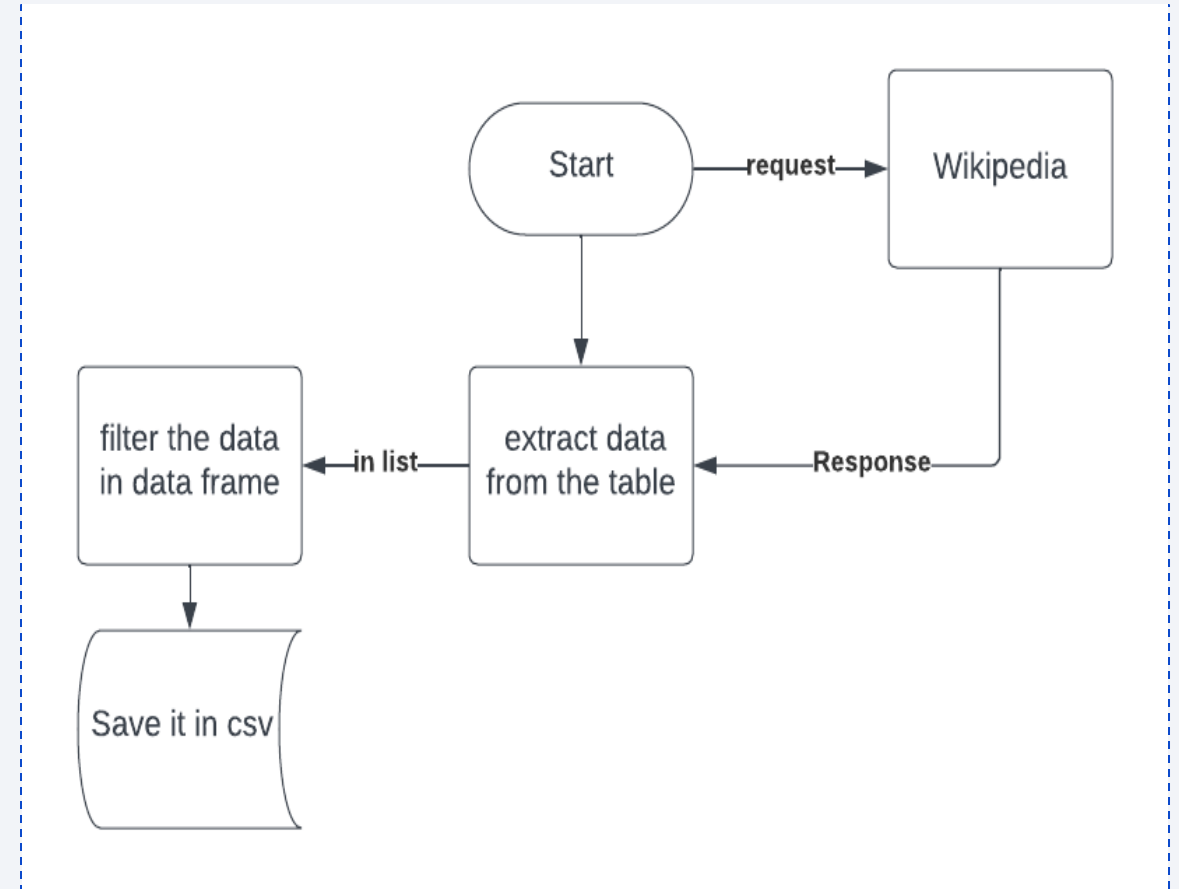 Start
request
Wikipedia
filter the data
in data frame
in list
extract data
from the table
Response
Save it in csv